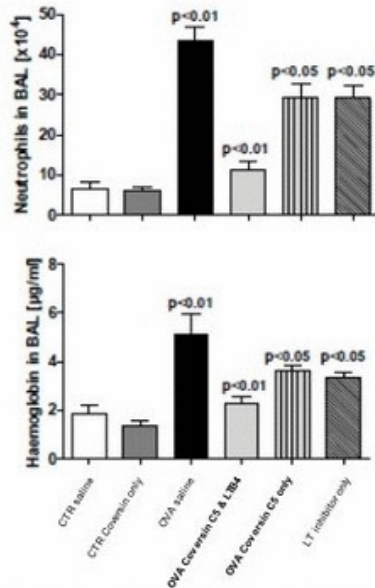 Neutrophils in BAL [x10⁴]
50
40
30
20
10
0
p<0.01
p<0.01
p<0.05
p<0.05
Haemoglobin in BAL [µg/ml]
8
6
4
2
0
p<0.01
p<0.01
p<0.05
p<0.05
CTR saline
CTR Coversin only
OVA saline
OVA Coversin C5 & LTB4
OVA Coversin C5 only
LT inhibitor only